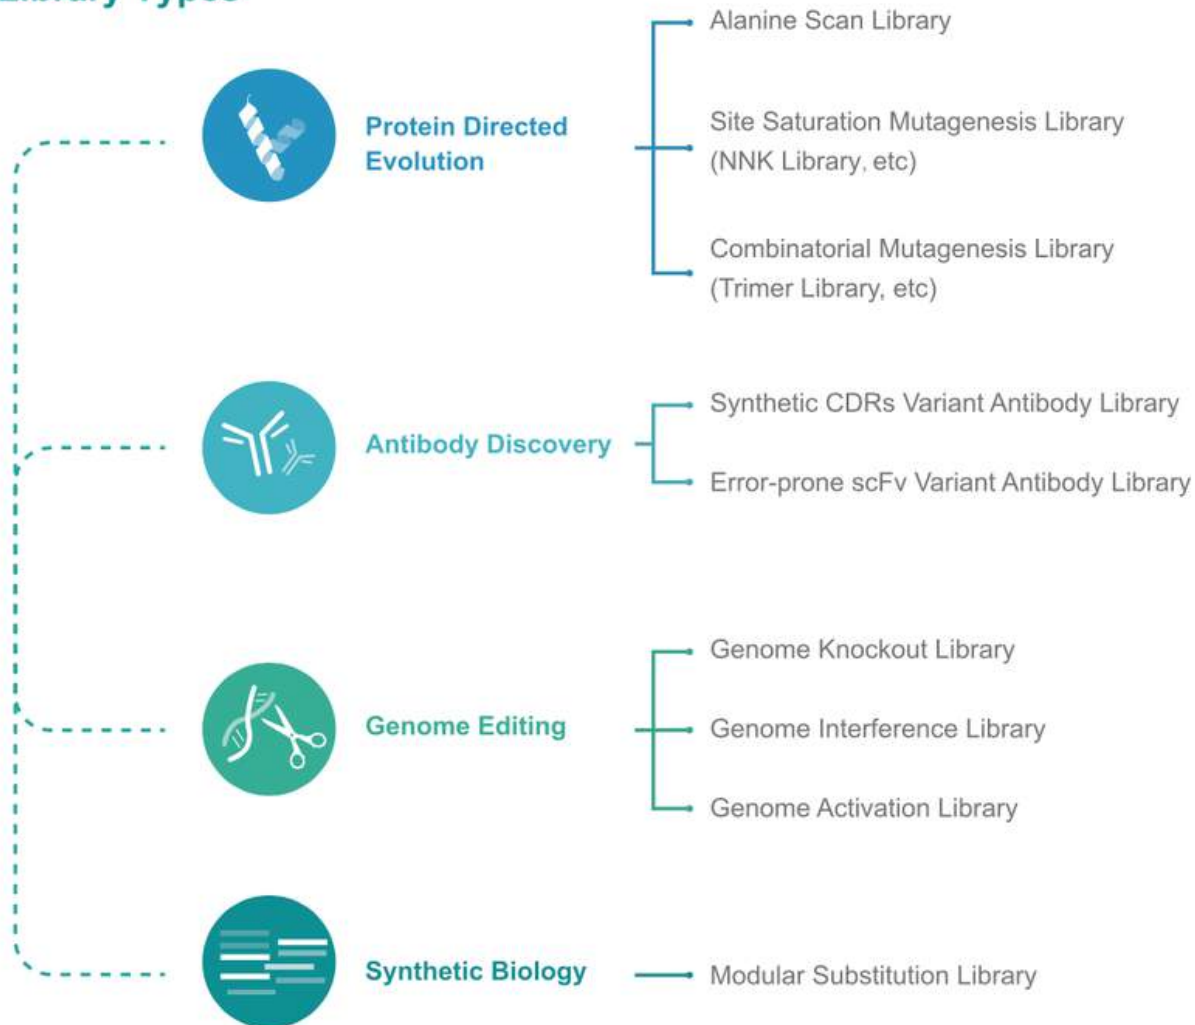 Library Types
Alanine Scan Library
Protein Directed
Evolution
Site Saturation Mutagenesis Library
(NNK Library, etc)
Combinatorial Mutagenesis Library
(Trimer Library, etc)
Antibody Discovery
Synthetic CDRs Variant Antibody Library
Error-prone scFv Variant Antibody Library
Genome Editing
Genome Knockout Library
Genome Interference Library
Genome Activation Library
Synthetic Biology
Modular Substitution Library